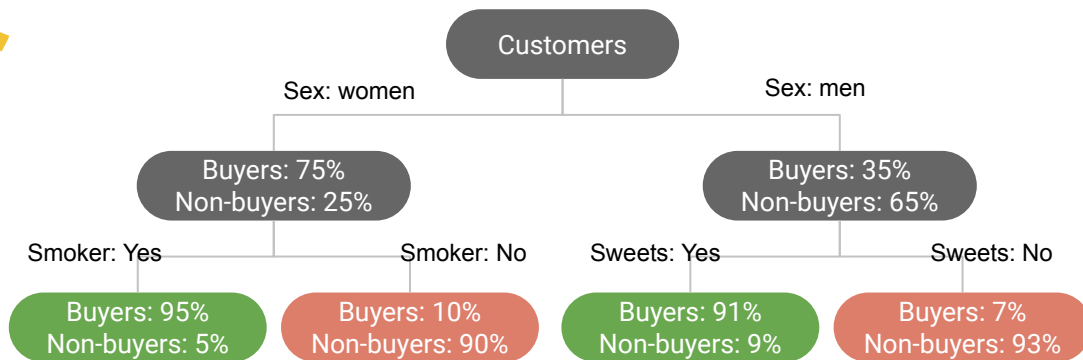 Customers
Sex: women
Sex: men
Buyers: 75%
Non-buyers: 25%
Buyers: 35%
Non-buyers: 65%
Smoker: Yes
Smoker: No
Sweets: Yes
Sweets: No
Buyers: 95%
Non-buyers: 5%
Buyers: 10%
Non-buyers: 90%
Buyers: 91%
Non-buyers: 9%
Buyers: 7%
Non-buyers: 93%